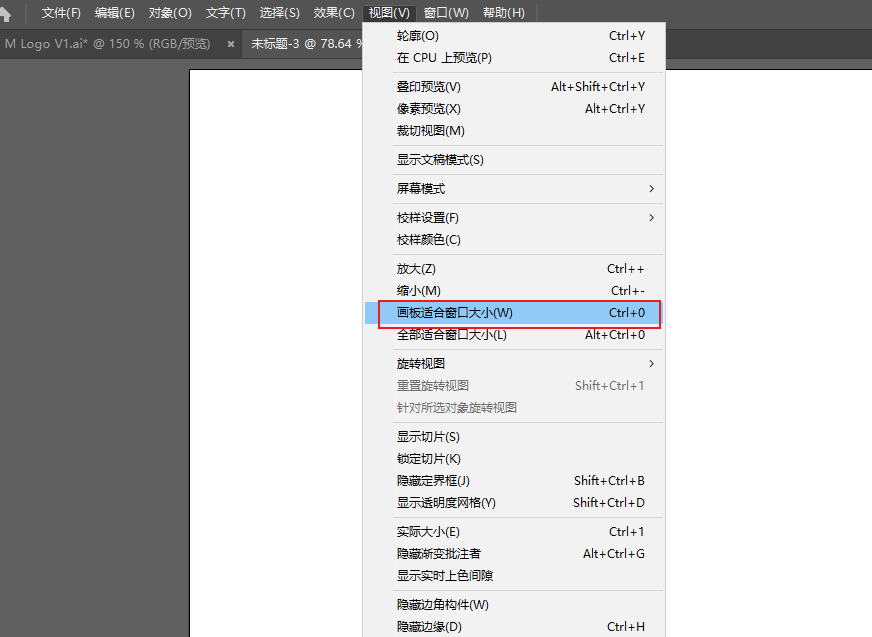 文件(F) 编辑(E) 对象(O) 文字(T) 选择(S) 效果(C) 视图(V) 窗口(W) 帮助(H)
M Logo V1.ai* @ 150 % (RGB/预览) × 未标题-3 @ 78.64 %
轮廓(O) Ctrl+Y
在 CPU 上预览(P) Ctrl+E
叠印预览(V) Alt+Shift+Ctrl+Y
像素预览(X) Alt+Ctrl+Y
裁切视图(M)
显示文稿模式(S)
屏幕模式
校样设置(F)
校样颜色(C)
放大(Z) Ctrl++
缩小(M) Ctrl+-
画板适合窗口大小(W) Ctrl+0
全部适合窗口大小(L) Alt+Ctrl+0
旋转视图
重置旋转视图 Shift+Ctrl+1
针对所选对象旋转视图
显示切片(S)
锁定切片(K)
隐藏定界框(J) Shift+Ctrl+B
显示透明度网格(Y) Shift+Ctrl+D
实际大小(E) Ctrl+1
隐藏渐变批注者 Alt+Ctrl+G
显示实时上色间隙
隐藏边角构件(W)
隐藏边缘(D) Ctrl+H